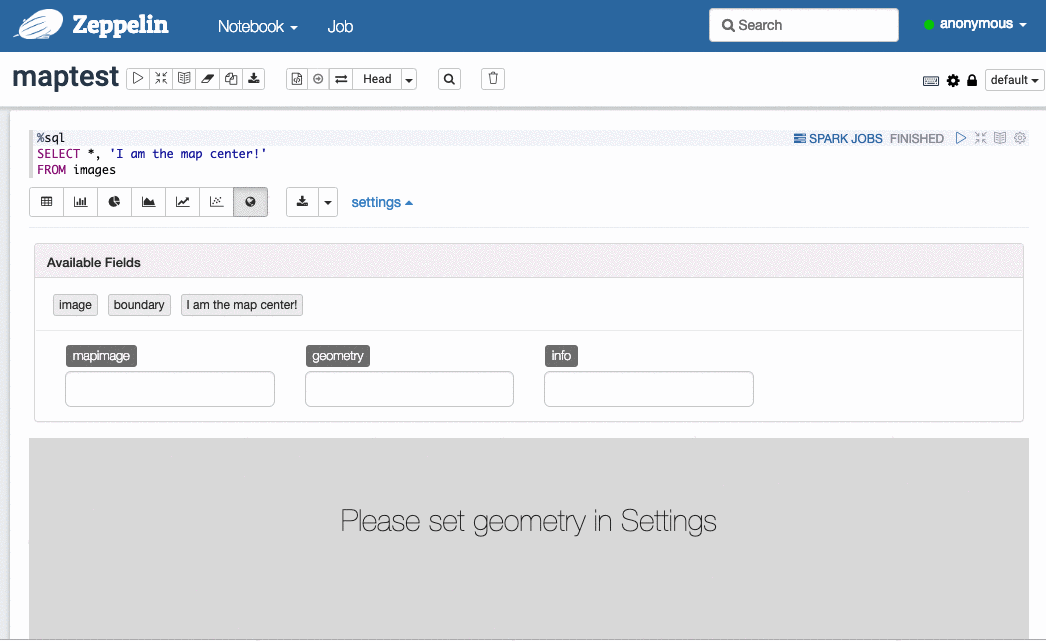 Zeppelin Notebook Job Search anonymous
maptest Head default
%sql SPARK JOBS FINISHED
SELECT *, 'I am the map center!'
FROM images
settings
Available Fields
image boundary I am the map center!
mapimage geometry info
Please set geometry in Settings